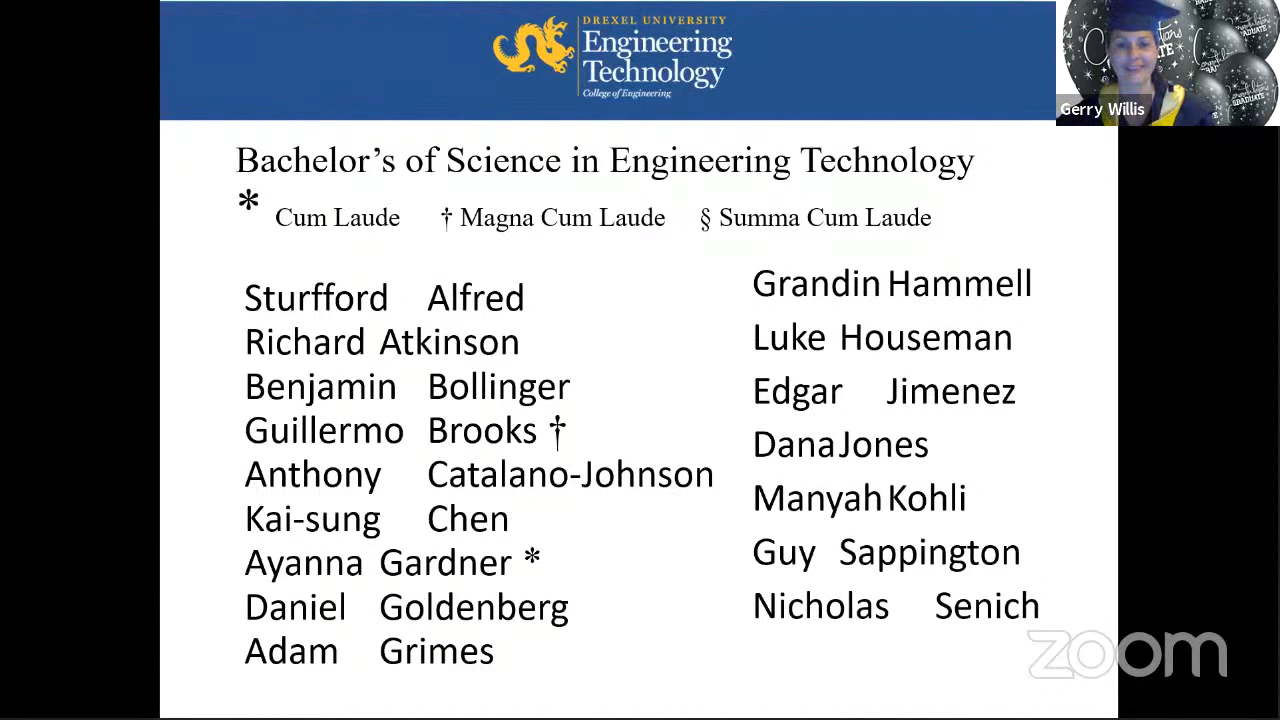 DREXEL UNIVERSITY
Engineering
Technology
College of Engineering
Gerry Willis
Bachelor’s of Science in Engineering Technology
* Cum Laude † Magna Cum Laude § Summa Cum Laude
Sturfford Alfred
Richard Atkinson
Benjamin Bollinger
Guillermo Brooks †
Anthony Catalano-Johnson
Kai-sung Chen
Ayanna Gardner *
Daniel Goldenberg
Adam Grimes
Grandin Hammell
Luke Houseman
Edgar Jimenez
Dana Jones
Manyah Kohli
Guy Sappington
Nicholas Senich
zoom